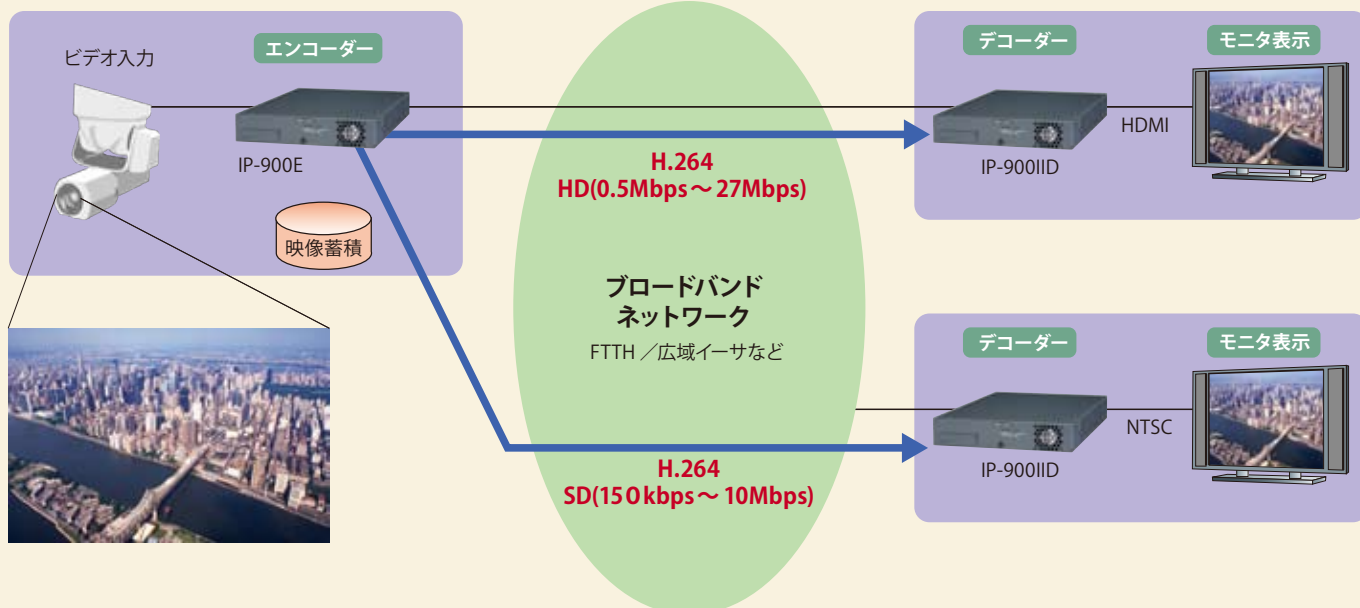 ビデオ入力
エンコーダー
IP-900E
映像蓄積
H.264
HD(0.5Mbps～27Mbps)
ブロードバンド
ネットワーク
FTTH／広域イーサなど
H.264
SD(150kbps～10Mbps)
デコーダー
モニタ表示
HDMI
IP-900IID
デコーダー
モニタ表示
NTSC
IP-900IID